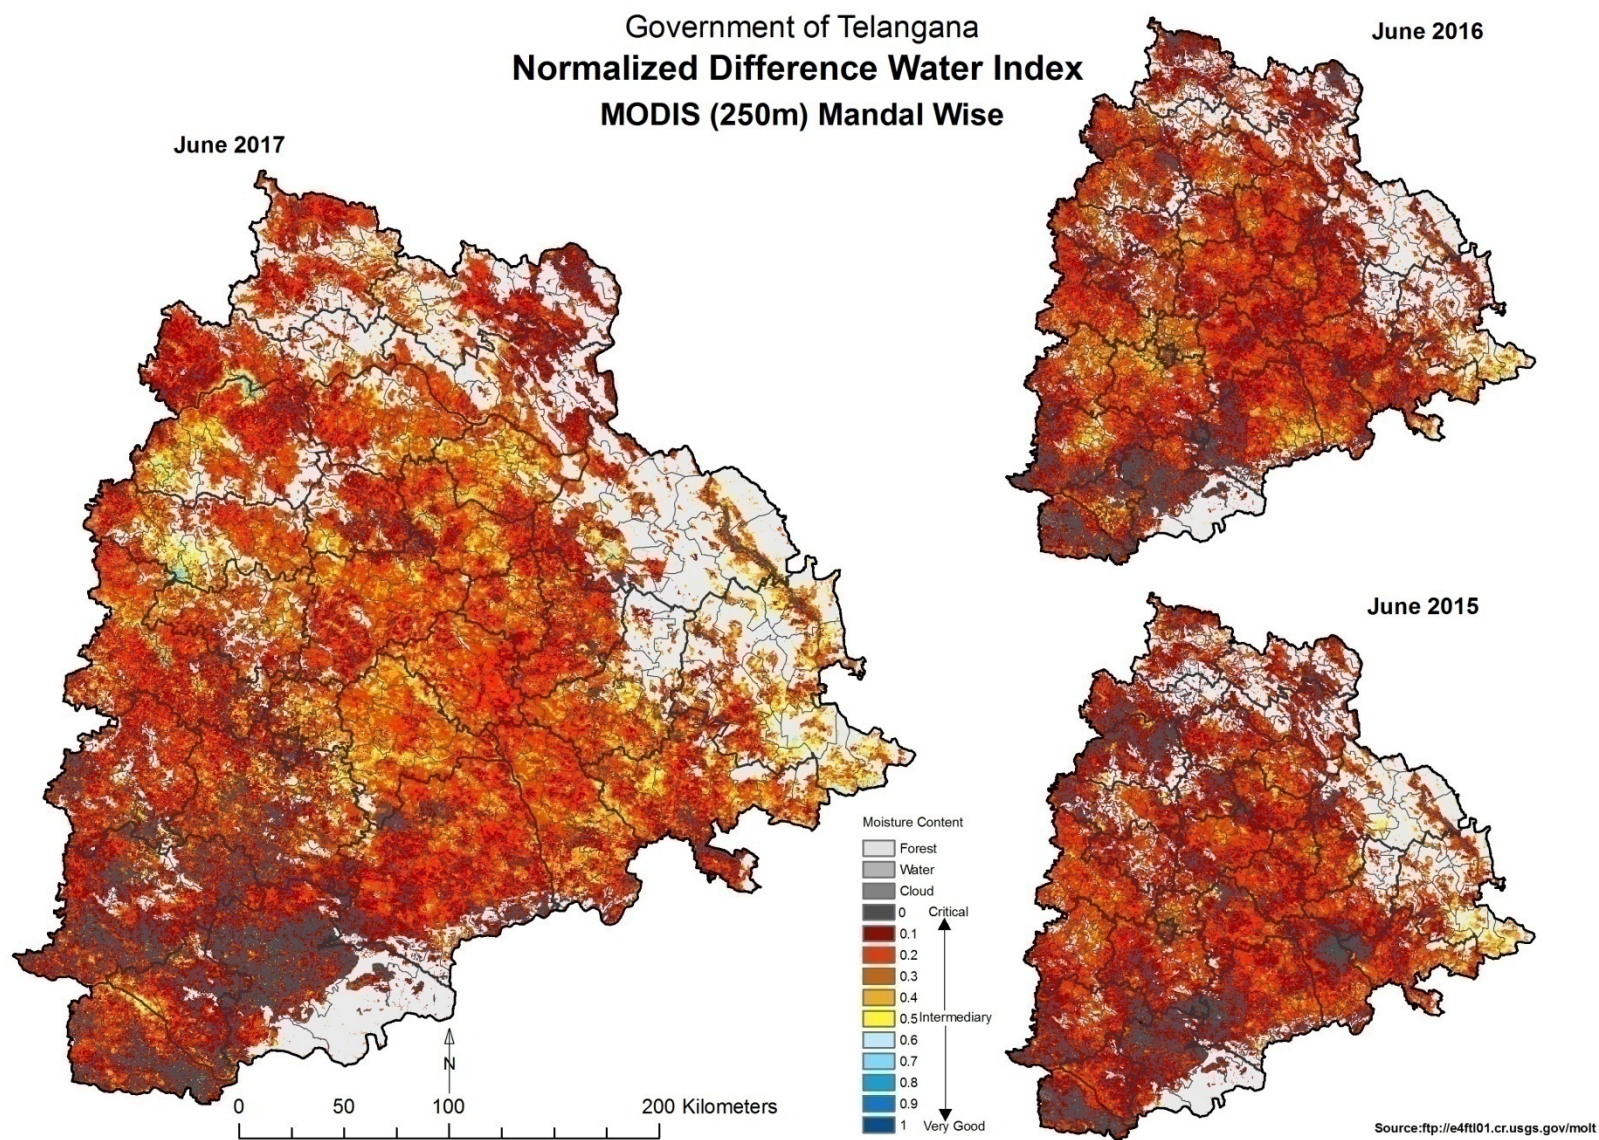 Government of Telangana
Normalized Difference Water Index
MODIS (250m) Mandal Wise
June 2017
June 2016
June 2015
Moisture Content
Forest
Water
Cloud
0 Critical
0.1
0.2
0.3
0.4
0.5 Intermediary
0.6
0.7
0.8
0.9
1 Very Good
N
0 50 100 200 Kilometers
Source:ftp://e4ftl01.cr.usgs.gov/molt